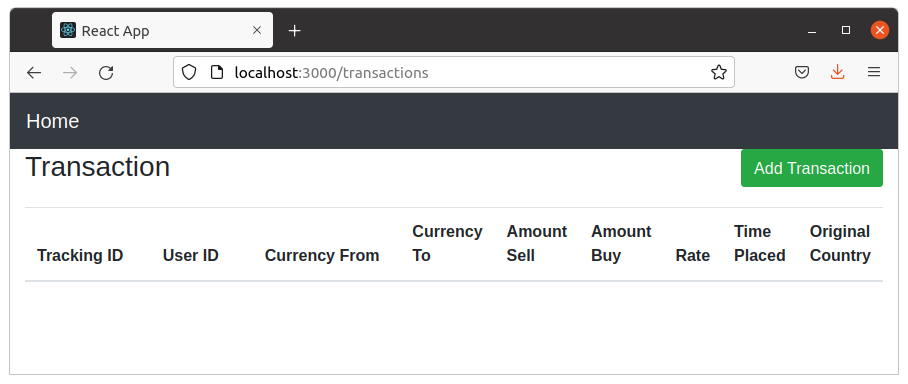 React App
localhost:3000/transactions
Home
Transaction
Add Transaction
Tracking ID
User ID
Currency From
Currency
To
Amount
Sell
Amount
Buy
Rate
Time
Placed
Original
Country